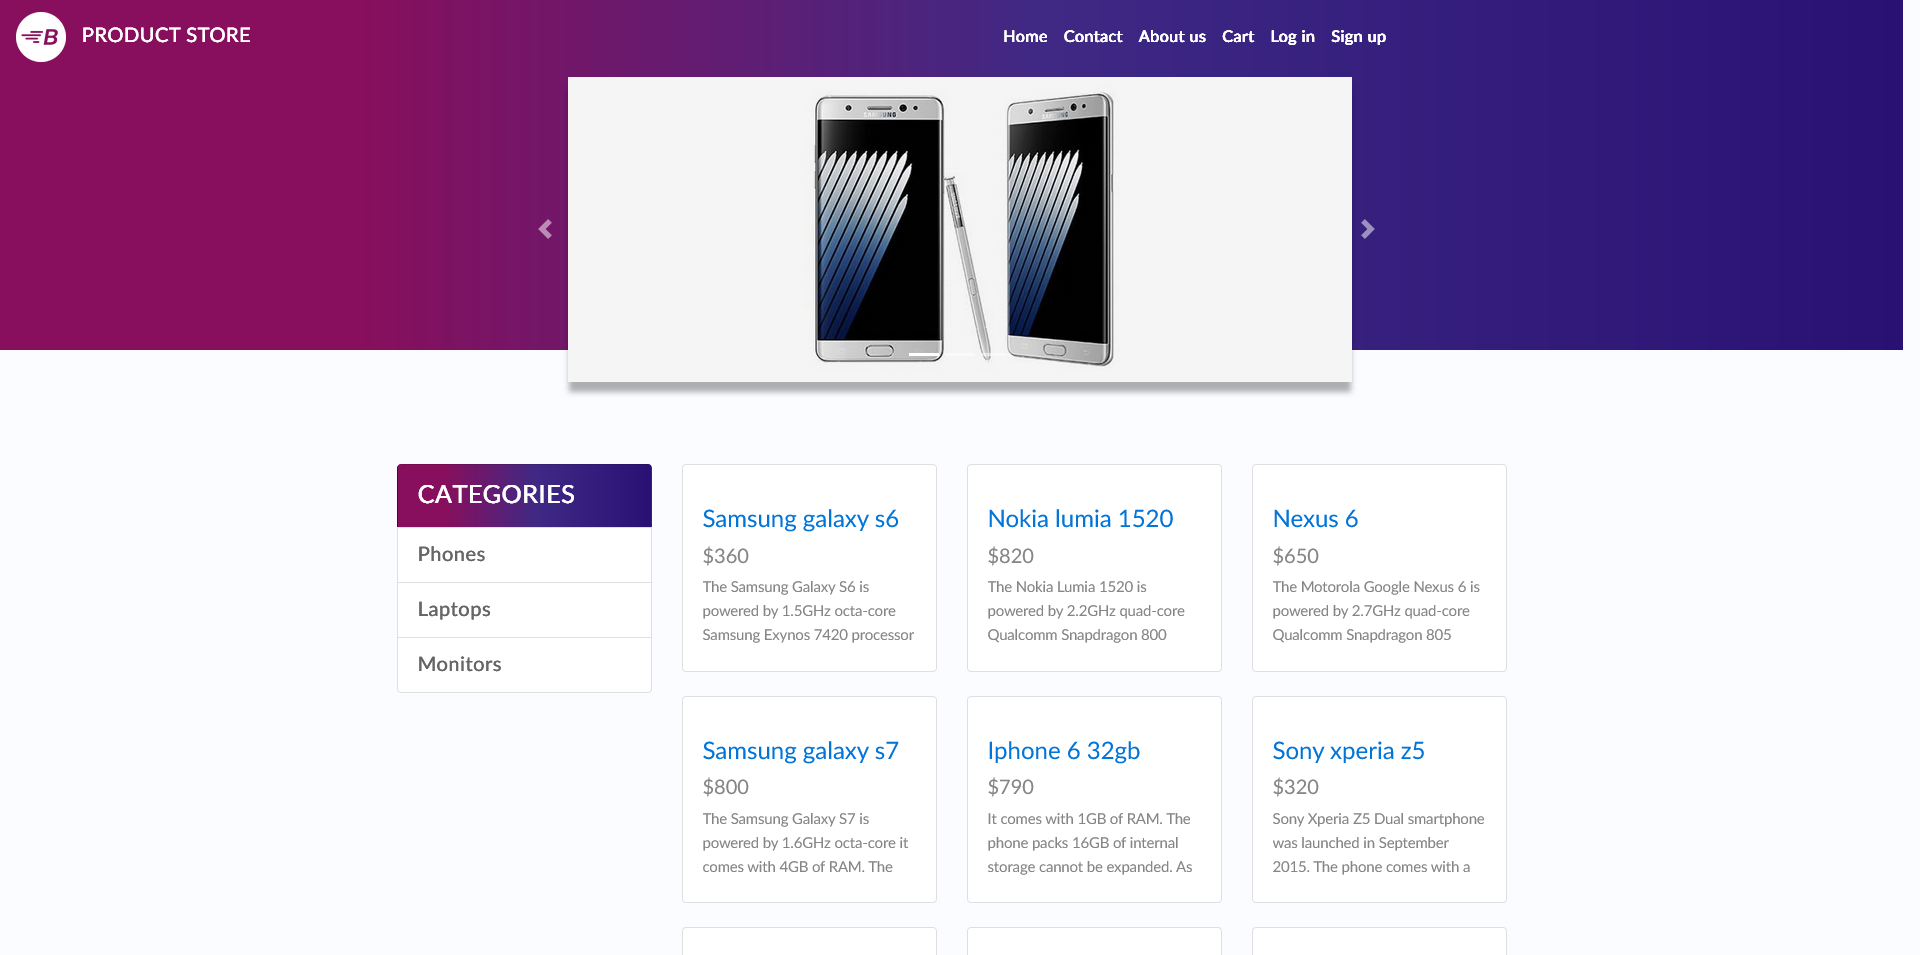 B PRODUCT STORE
Home Contact About us Cart Log in Sign up
SAMSUNG
SAMSUNG
CATEGORIES
Phones
Laptops
Monitors
Samsung galaxy s6
$360
The Samsung Galaxy S6 is
powered by 1.5GHz octa-core
Samsung Exynos 7420 processor
Nokia lumia 1520
$820
The Nokia Lumia 1520 is
powered by 2.2GHz quad-core
Qualcomm Snapdragon 800
Nexus 6
$650
The Motorola Google Nexus 6 is
powered by 2.7GHz quad-core
Qualcomm Snapdragon 805
Samsung galaxy s7
$800
The Samsung Galaxy S7 is
powered by 1.6GHz octa-core it
comes with 4GB of RAM. The
Iphone 6 32gb
$790
It comes with 1GB of RAM. The
phone packs 16GB of internal
storage cannot be expanded. As
Sony xperia z5
$320
Sony Xperia Z5 Dual smartphone
was launched in September
2015. The phone comes with a